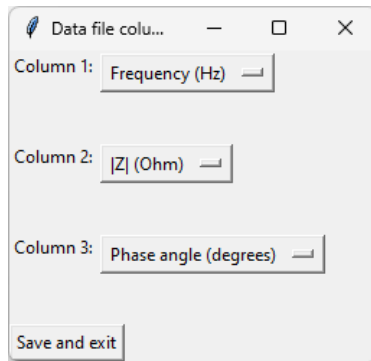 Data file colu...
Column 1: Frequency (Hz)
Column 2: |Z| (Ohm)
Column 3: Phase angle (degrees)
Save and exit